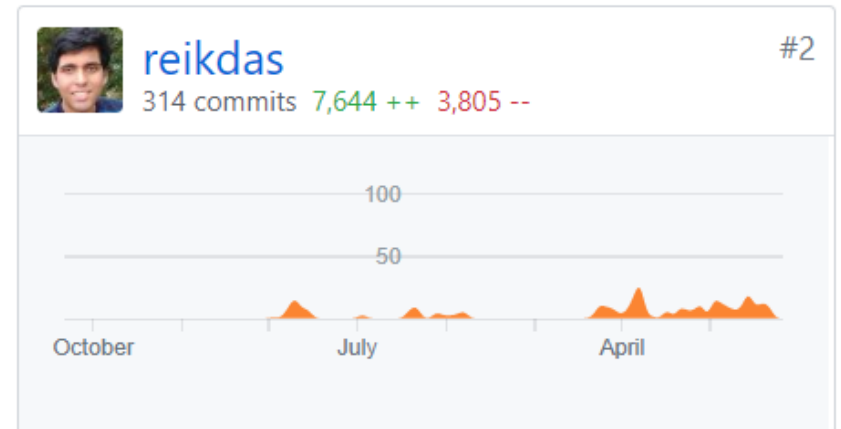 reikdas
#2
314 commits 7,644 ++ 3,805 --
100
50
October July April